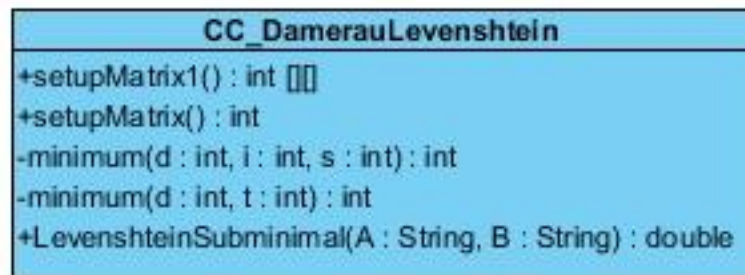 CC_DamerauLevenshtein
+setupMatrix1() : int [][]
+setupMatrix() : int
-minimum(d : int, i : int, s : int) : int
-minimum(d : int, t : int) : int
+LevenshteinSubminimal(A : String, B : String) : double